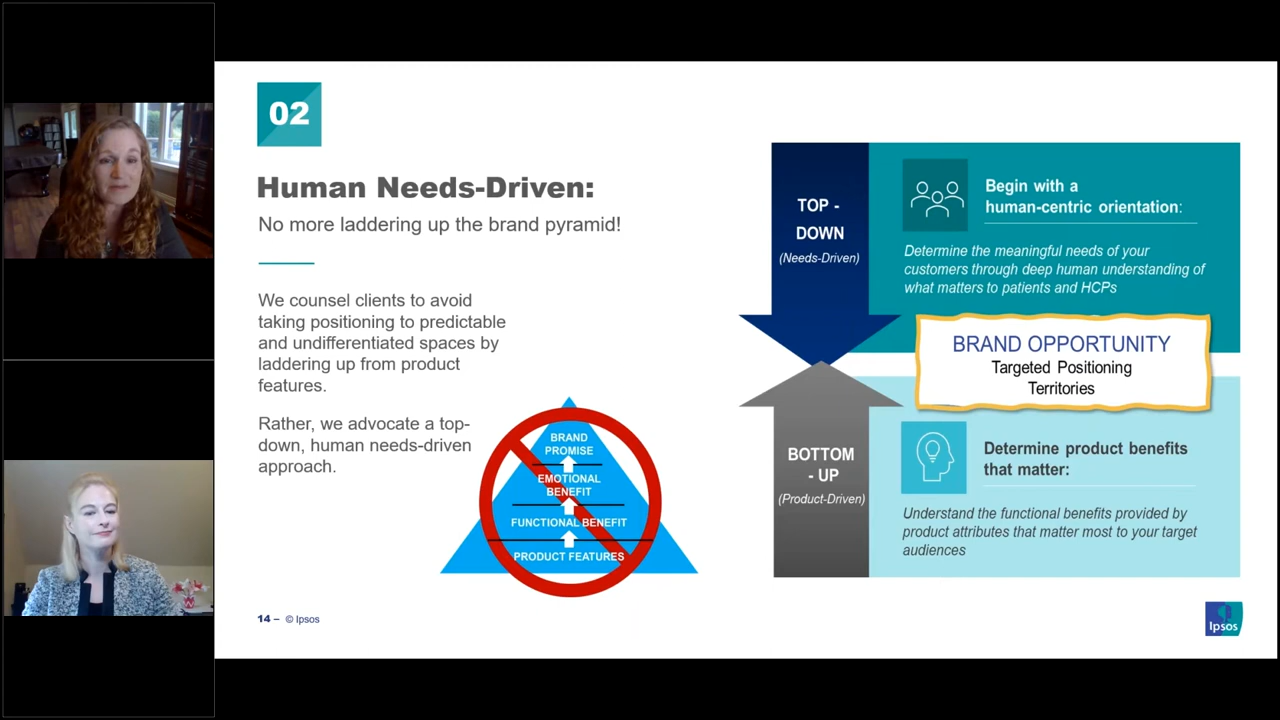 02
Human Needs-Driven:
No more laddering up the brand pyramid!
We counsel clients to avoid
taking positioning to predictable
and undifferentiated spaces by
laddering up from product
features.
Rather, we advocate a top-
down, human needs-driven
approach.
BRAND
PROMISE
EMOTIONAL
BENEFIT
FUNCTIONAL BENEFIT
PRODUCT FEATURES
TOP -
DOWN
(Needs-Driven)
Begin with a
human-centric orientation:
Determine the meaningful needs of your
customers through deep human understanding of
what matters to patients and HCPs
BRAND OPPORTUNITY
Targeted Positioning
Territories
BOTTOM
- UP
(Product-Driven)
Determine product benefits
that matter:
Understand the functional benefits provided by
product attributes that matter most to your target
audiences
14 – © Ipsos
Ipsos